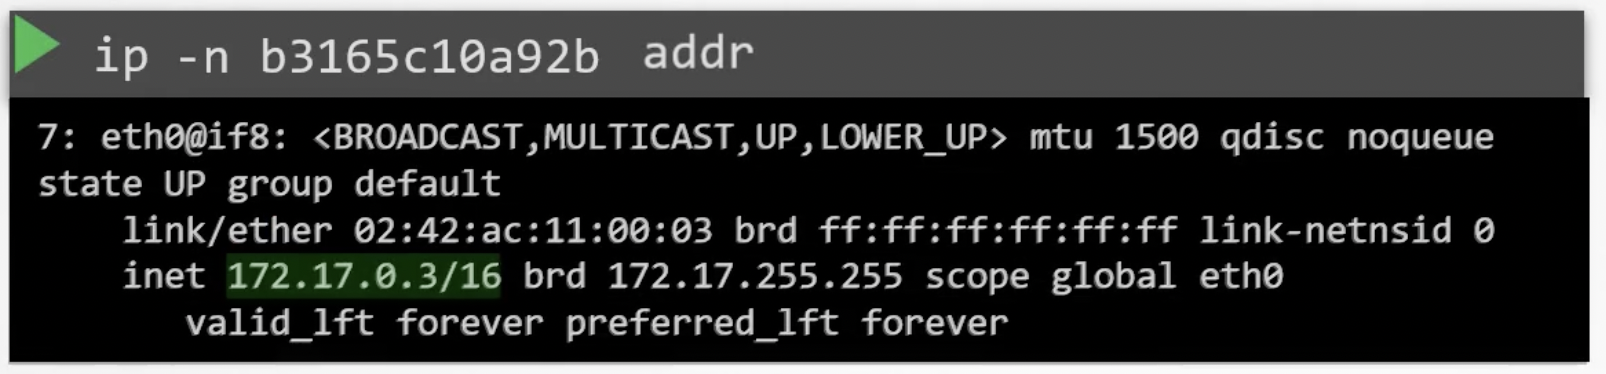 ip -n b3165c10a92b addr
7: eth0@if8: <BROADCAST,MULTICAST,UP,LOWER_UP> mtu 1500 qdisc noqueue
state UP group default
link/ether 02:42:ac:11:00:03 brd ff:ff:ff:ff:ff:ff link-netnsid 0
inet 172.17.0.3/16 brd 172.17.255.255 scope global eth0
valid_lft forever preferred_lft forever